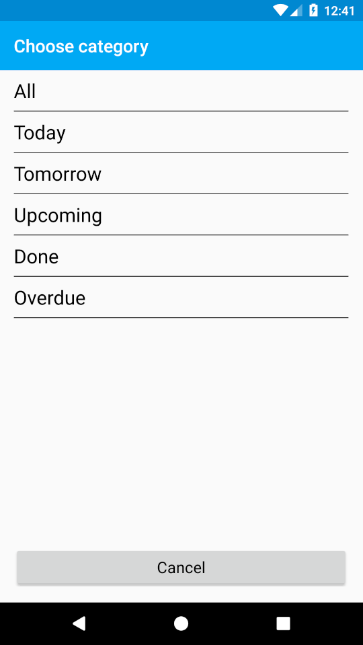 12:41
Choose category
All
Today
Tomorrow
Upcoming
Done
Overdue
Cancel